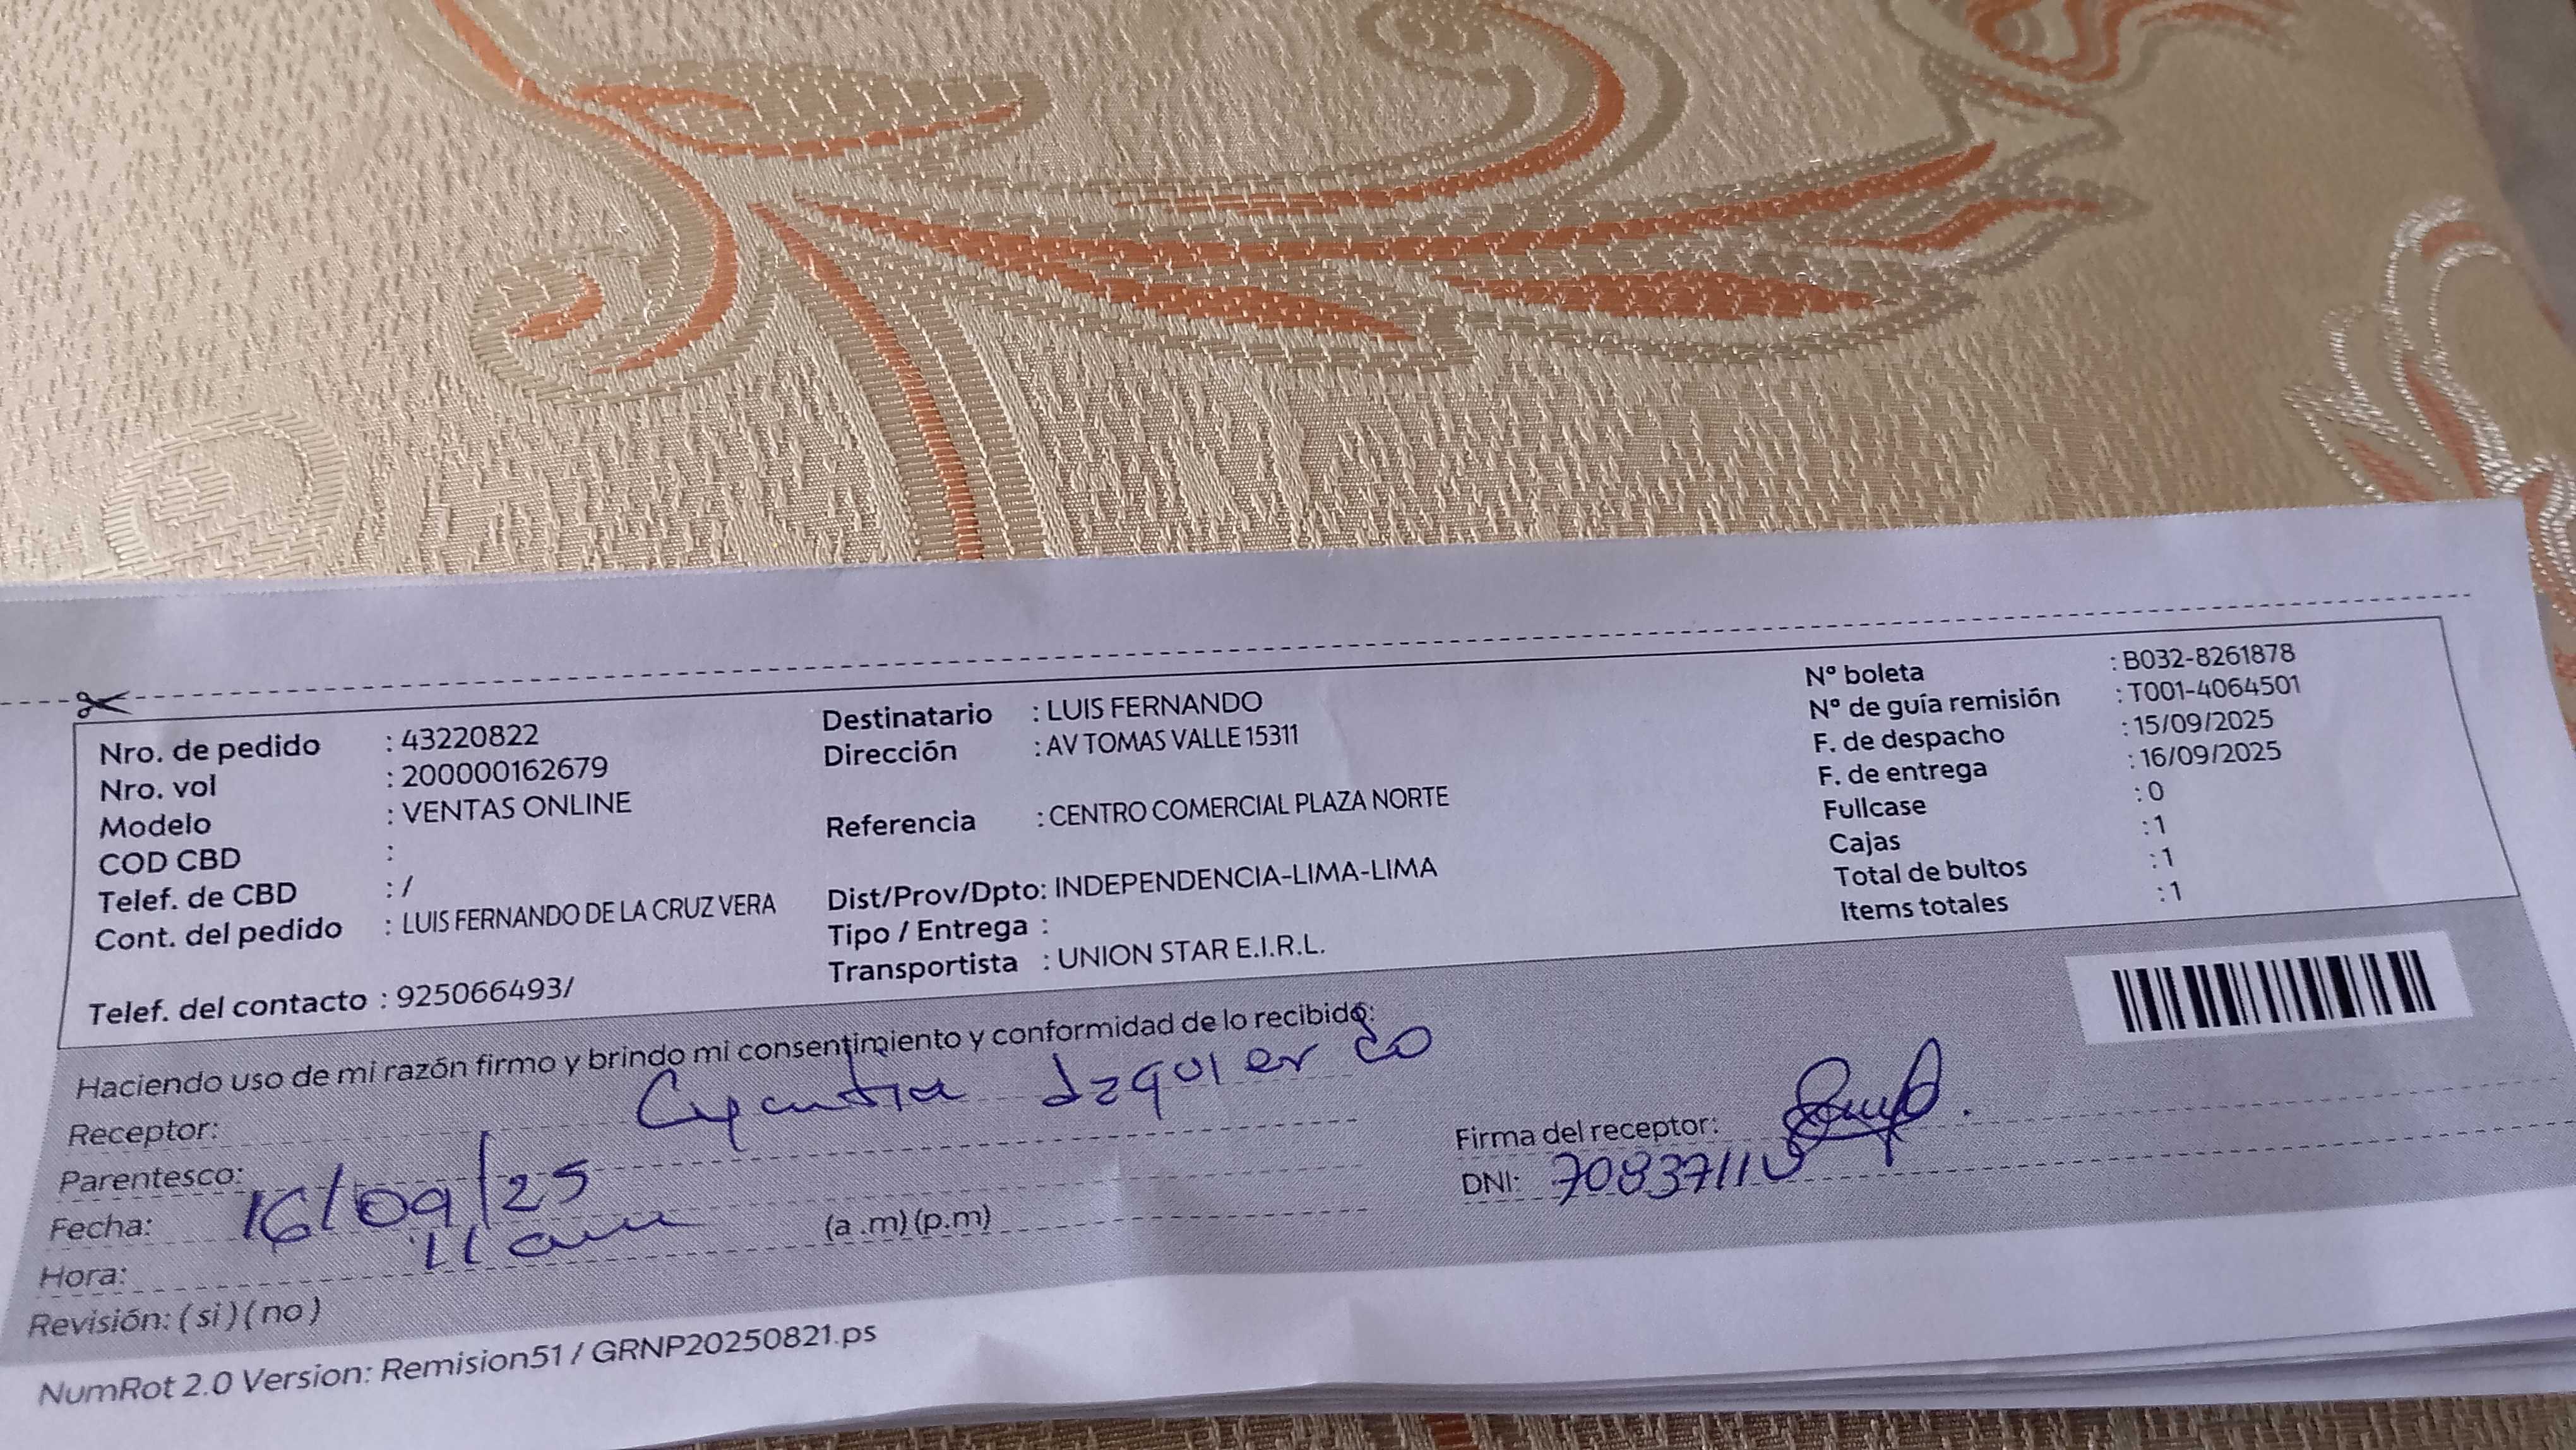 Nro. de pedido : 43220822
Nro. vol : 200000162679
Modelo : VENTAS ONLINE
COD CBD :
Telef. de CBD : /
Cont. del pedido : LUIS FERNANDO DE LA CRUZ VERA
Telef. del contacto : 925066493/
Destinatario : LUIS FERNANDO
Dirección : AV TOMAS VALLE 15311
Referencia : CENTRO COMERCIAL PLAZA NORTE
Dist/Prov/Dpto: INDEPENDENCIA-LIMA-LIMA
Tipo / Entrega :
Transportista : UNION STAR E.I.R.L.
Nº boleta : B032-8261878
Nº de guía remisión : T001-4064501
F. de despacho : 15/09/2025
F. de entrega : 16/09/2025
Fullcase : 0
Cajas : 1
Total de bultos : 1
Items totales : 1
Haciendo uso de mi razón firmo y brindo mi consentimiento y conformidad de lo recibido:
Receptor: Izquierdo
Parentesco:
Fecha: 16/09/25
Hora: 11 am (a .m) (p.m)
Revisión: ( si ) ( no )
Firma del receptor:
DNI:
NumRot 2.0 Version: Remision51 / GRNP20250821.ps